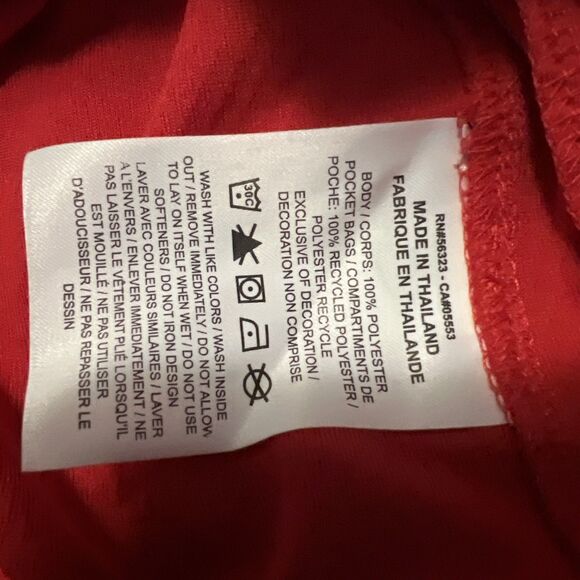 RN#56323 - CA#05553
MADE IN THAILAND
FABRIQUE EN THAILANDE
BODY / CORPS: 100% POLYESTER
POCKET BAGS / COMPARTIMENTS DE
POCHE: 100% RECYCLED POLYESTER /
POLYESTER RECYCLE
EXCLUSIVE OF DECORATION /
DECORATION NON COMPRISE
30C
WASH WITH LIKE COLORS / WASH INSIDE
OUT / REMOVE IMMEDIATELY / DO NOT ALLOW
TO LAY ON ITSELF WHEN WET / DO NOT USE
SOFTENERS / DO NOT IRON DESIGN
LAVER AVEC COULEURS SIMILAIRES / LAVER
A L'ENVERS / ENLEVER IMMÉDIATEMENT / NE
PAS LAISSER LE VÊTEMENT PLIÉ LORSQU'IL
EST MOUILLÉ / NE PAS UTILISER
D'ADOUCISSEUR / NE PAS REPASSER LE
DESSIN